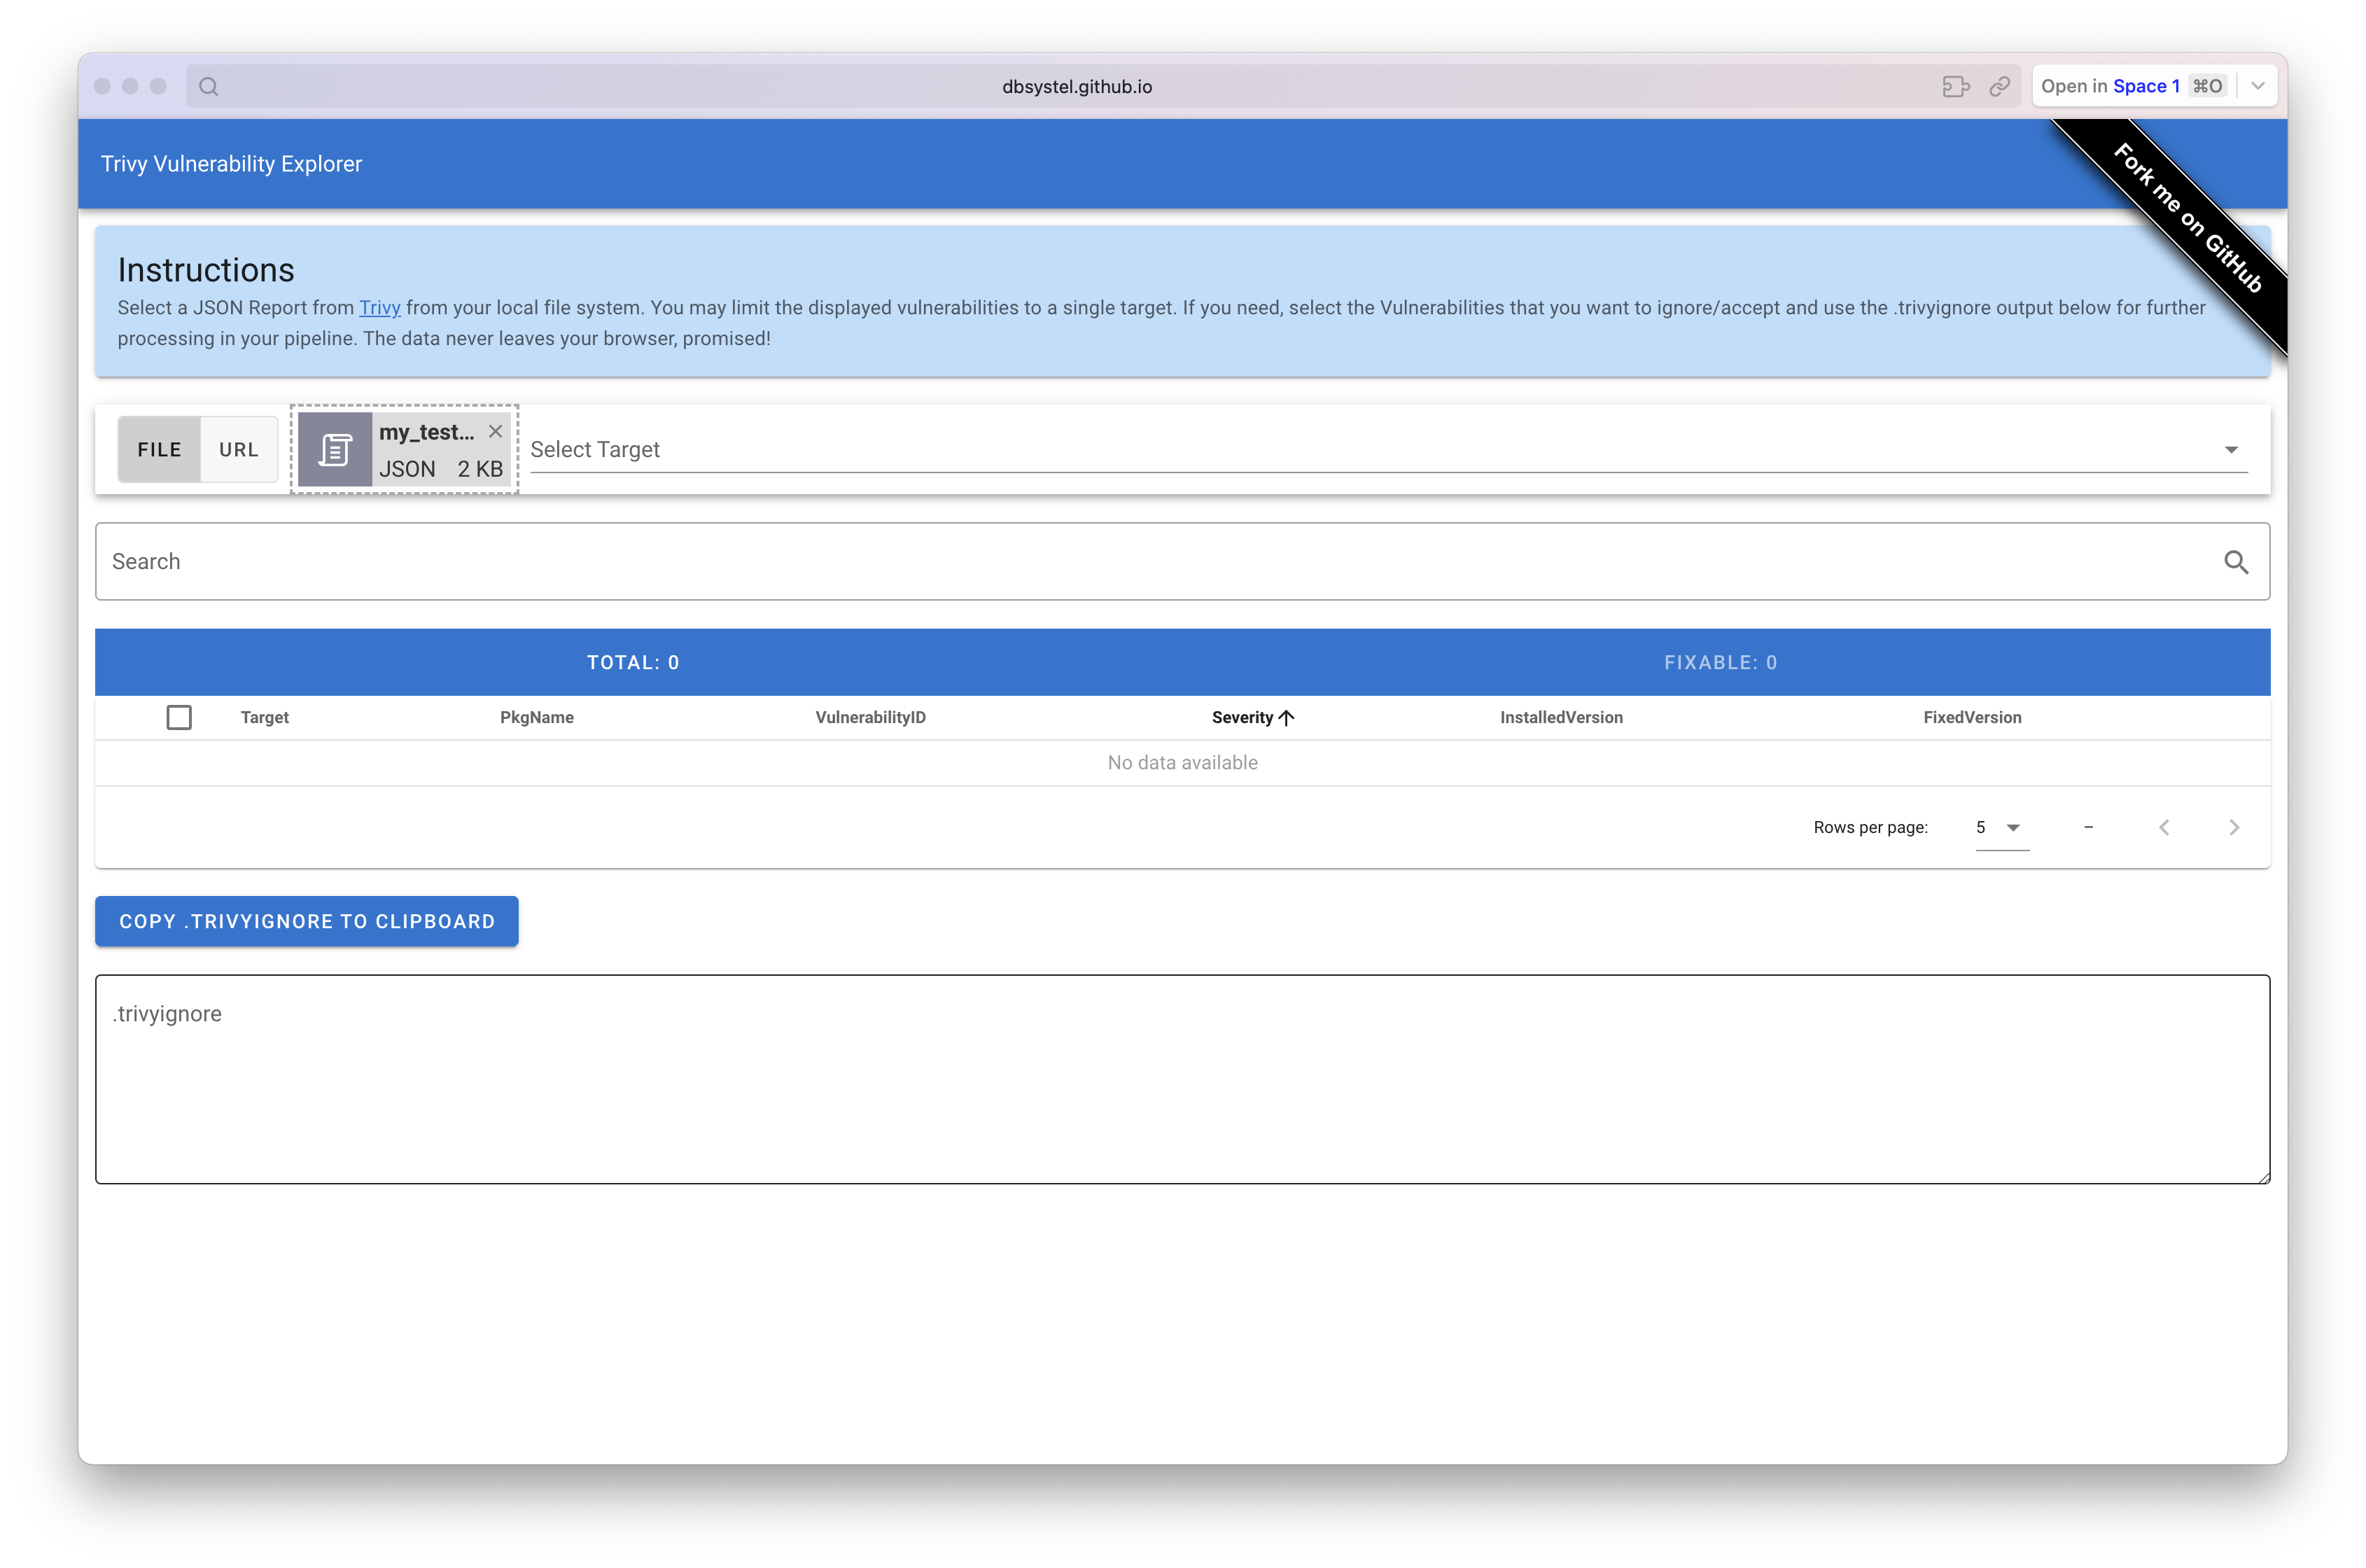 dbsystel.github.io
Open in Space 1 ⌘O
Trivy Vulnerability Explorer
Fork me on GitHub
Instructions
Select a JSON Report from Trivy from your local file system. You may limit the displayed vulnerabilities to a single target. If you need, select the Vulnerabilities that you want to ignore/accept and use the .trivyignore output below for further
processing in your pipeline. The data never leaves your browser, promised!
FILE URL
my_test...
JSON 2 KB
Select Target
Search
TOTAL: 0 FIXABLE: 0
Target PkgName VulnerabilityID Severity InstalledVersion FixedVersion
No data available
Rows per page: 5 –
COPY .TRIVYIGNORE TO CLIPBOARD
.trivyignore